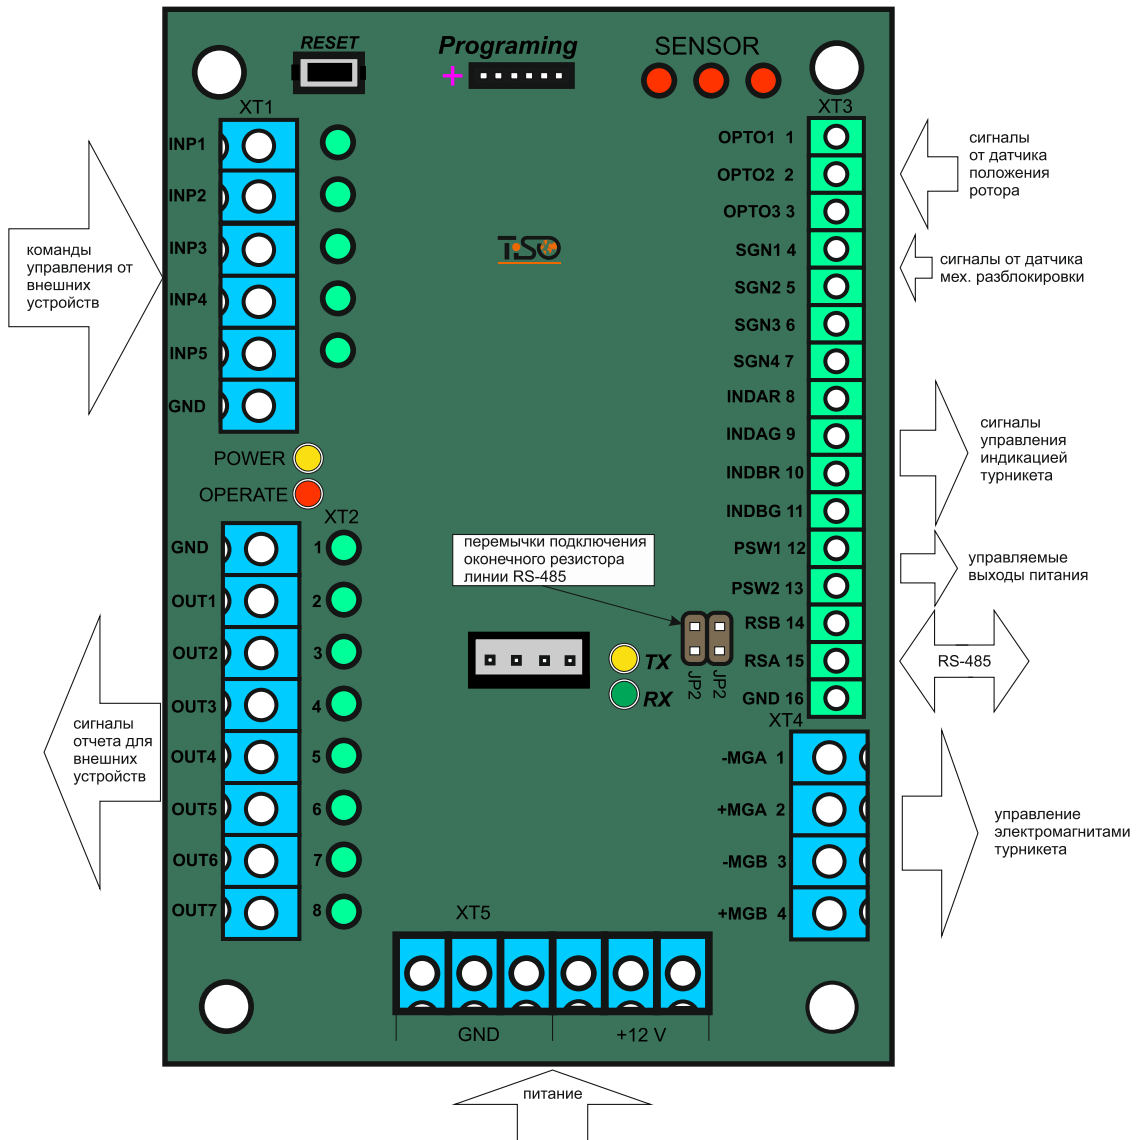 RESET
Programing
+
SENSOR
XT1
INP1
INP2
INP3
INP4
INP5
GND
команды
управления от
внешних
устройств
TiSO
XT3
OPTO1 1
OPTO2 2
OPTO3 3
SGN1 4
SGN2 5
SGN3 6
SGN4 7
INDAR 8
INDAG 9
INDBR 10
INDBG 11
PSW1 12
PSW2 13
RSB 14
RSA 15
GND 16
сигналы
от датчика
положения
ротора
сигналы от датчика
мех. разблокировки
сигналы
управления
индикацией
турникета
управляемые
выходы питания
RS-485
POWER
OPERATE
XT2
GND 1
OUT1 2
OUT2 3
OUT3 4
OUT4 5
OUT5 6
OUT6 7
OUT7 8
сигналы
отчета для
внешних
устройств
перемычки подключения
оконечного резистора
линии RS-485
TX
RX
JP2
JP2
XT4
-MGA 1
+MGA 2
-MGB 3
+MGB 4
управление
электромагнитами
турникета
XT5
GND
+12 V
питание